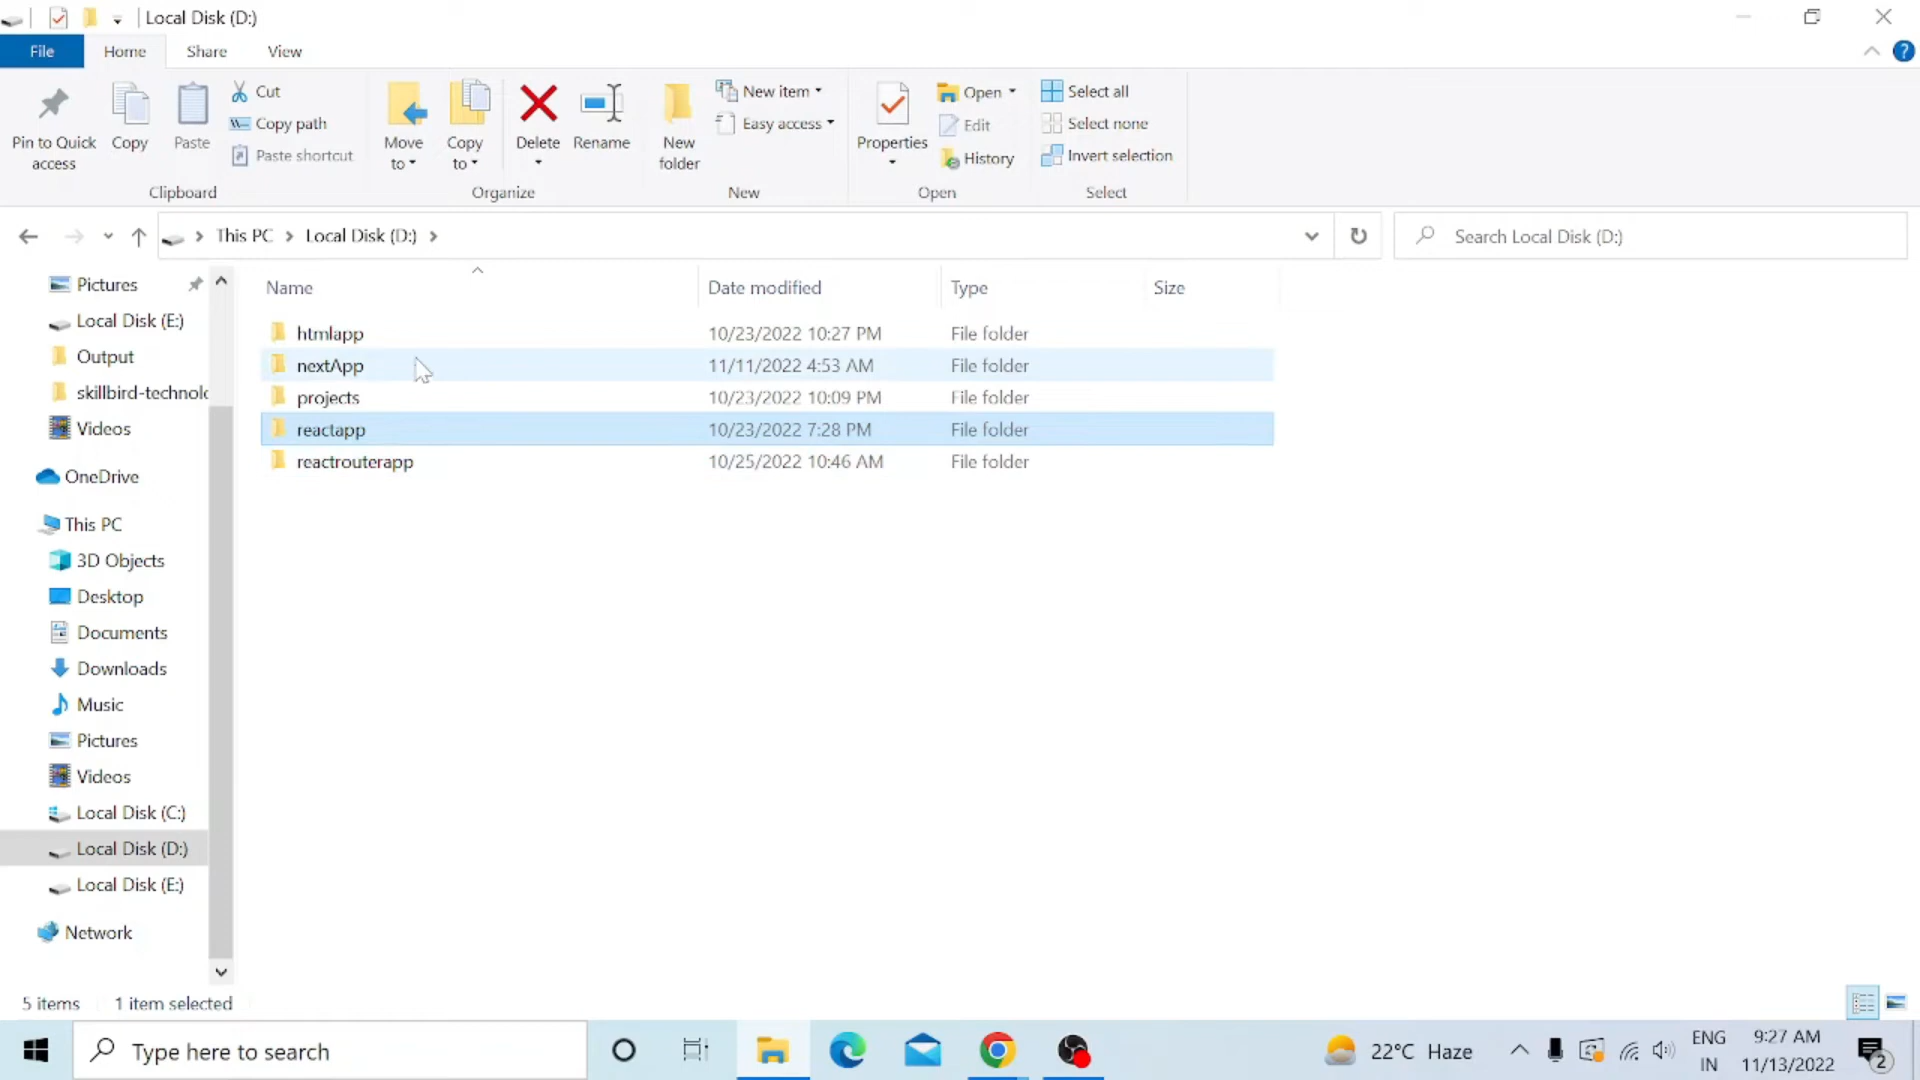 Local Disk (D:)
File Home Share View
Pin to Quick access
Copy
Paste
Cut
Copy path
Paste shortcut
Clipboard
Move to
Copy to
Delete
Rename
Organize
New folder
New item
Easy access
New
Properties
Open
Edit
History
Open
Select all
Select none
Invert selection
Select
This PC Local Disk (D:)
Search Local Disk (D:)
Pictures
Local Disk (E:)
Output
skillbird-technolo
Videos
OneDrive
This PC
3D Objects
Desktop
Documents
Downloads
Music
Pictures
Videos
Local Disk (C:)
Local Disk (D:)
Local Disk (E:)
Network
Name Date modified Type Size
htmlapp 10/23/2022 10:27 PM File folder
nextApp 11/11/2022 4:53 AM File folder
projects 10/23/2022 10:09 PM File folder
reactapp 10/23/2022 7:28 PM File folder
reactrouterapp 10/25/2022 10:46 AM File folder
5 items 1 item selected
Type here to search
22°C Haze
ENG
IN
9:27 AM
11/13/2022
2